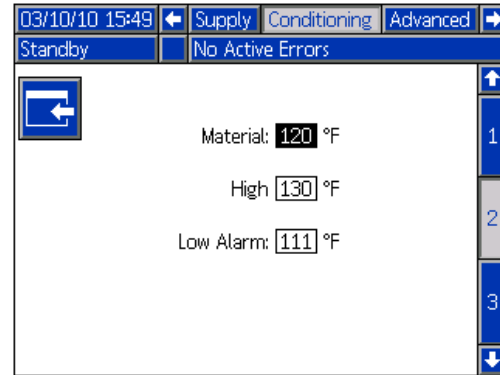 03/10/10 15:49 Supply Conditioning Advanced
Standby No Active Errors
Material: 120 °F
1
High 130 °F
2
Low Alarm: 111 °F
3